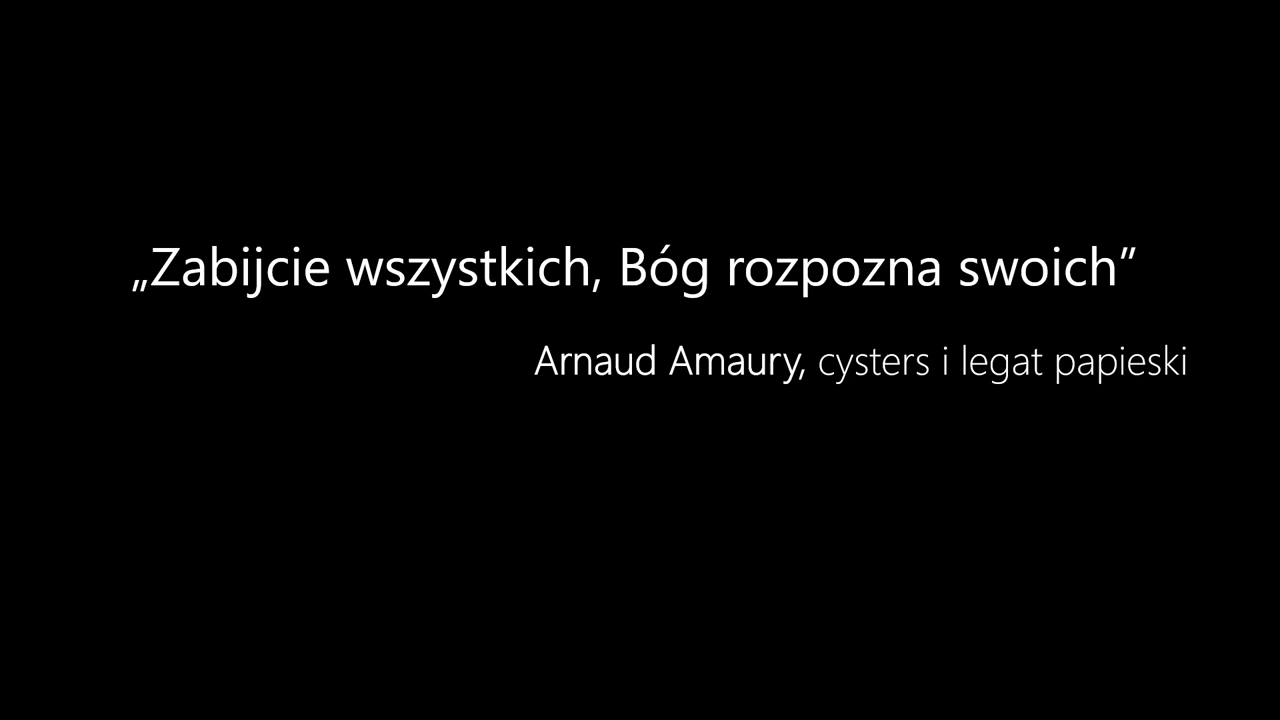 „Zabijcie wszystkich, Bóg rozpozna swoich”
Arnaud Amaury, cysters i legat papieski